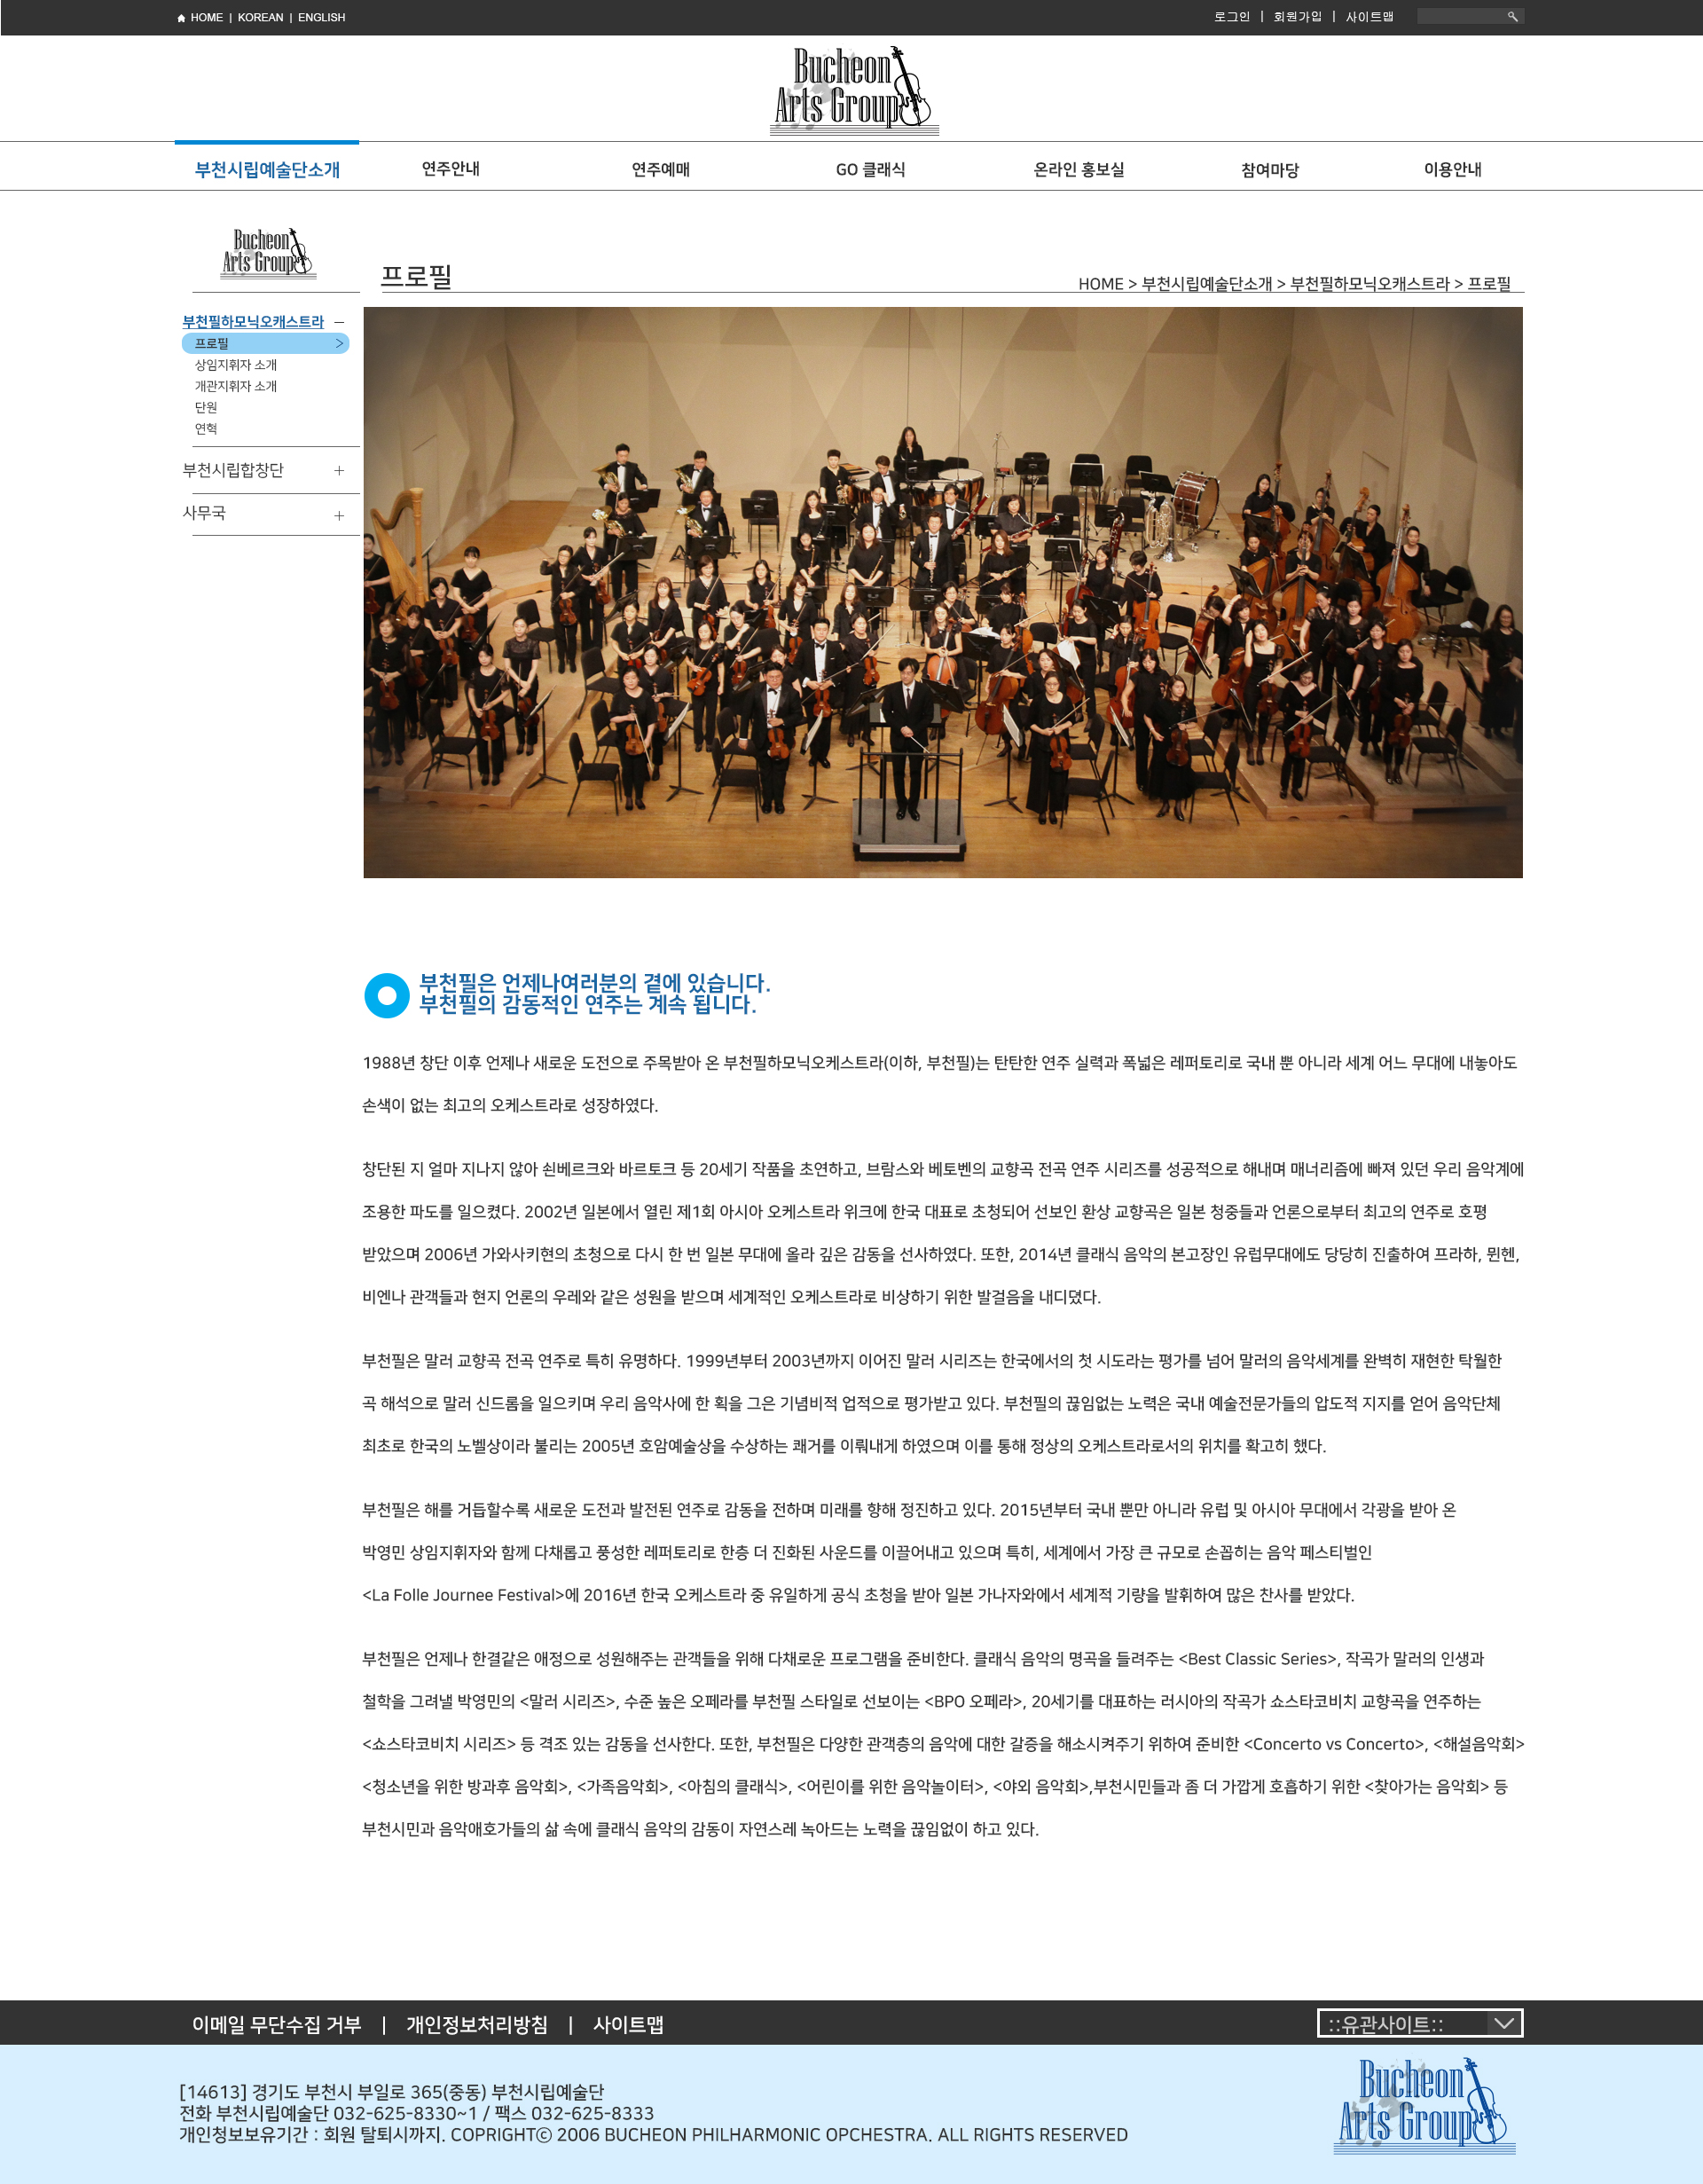 HOME | KOREAN | ENGLISH
로그인 | 회원가입 | 사이트맵
Bucheon
Arts Group
부천시립예술단소개
연주안내
연주예매
GO 클래식
온라인 홍보실
참여마당
이용안내
Bucheon
Arts Group
프로필
HOME > 부천시립예술단소개 > 부천필하모닉오캐스트라 > 프로필
부천필하모닉오캐스트라 –
프로필 >
상임지휘자 소개
개관지휘자 소개
단원
연혁
부천시립합창단 +
사무국 +
부천필은 언제나여러분의 곁에 있습니다.
부천필의 감동적인 연주는 계속 됩니다.
1988년 창단 이후 언제나 새로운 도전으로 주목받아 온 부천필하모닉오케스트라(이하, 부천필)는 탄탄한 연주 실력과 폭넓은 레퍼토리로 국내 뿐 아니라 세계 어느 무대에 내놓아도
손색이 없는 최고의 오케스트라로 성장하였다.
창단된 지 얼마 지나지 않아 쇤베르크와 바르토크 등 20세기 작품을 초연하고, 브람스와 베토벤의 교향곡 전곡 연주 시리즈를 성공적으로 해내며 매너리즘에 빠져 있던 우리 음악계에
조용한 파도를 일으켰다. 2002년 일본에서 열린 제1회 아시아 오케스트라 위크에 한국 대표로 초청되어 선보인 환상 교향곡은 일본 청중들과 언론으로부터 최고의 연주로 호평
받았으며 2006년 가와사키현의 초청으로 다시 한 번 일본 무대에 올라 깊은 감동을 선사하였다. 또한, 2014년 클래식 음악의 본고장인 유럽무대에도 당당히 진출하여 프라하, 뮌헨,
비엔나 관객들과 현지 언론의 우레와 같은 성원을 받으며 세계적인 오케스트라로 비상하기 위한 발걸음을 내디뎠다.
부천필은 말러 교향곡 전곡 연주로 특히 유명하다. 1999년부터 2003년까지 이어진 말러 시리즈는 한국에서의 첫 시도라는 평가를 넘어 말러의 음악세계를 완벽히 재현한 탁월한
곡 해석으로 말러 신드롬을 일으키며 우리 음악사에 한 획을 그은 기념비적 업적으로 평가받고 있다. 부천필의 끊임없는 노력은 국내 예술전문가들의 압도적 지지를 얻어 음악단체
최초로 한국의 노벨상이라 불리는 2005년 호암예술상을 수상하는 쾌거를 이뤄내게 하였으며 이를 통해 정상의 오케스트라로서의 위치를 확고히 했다.
부천필은 해를 거듭할수록 새로운 도전과 발전된 연주로 감동을 전하며 미래를 향해 정진하고 있다. 2015년부터 국내 뿐만 아니라 유럽 및 아시아 무대에서 각광을 받아 온
박영민 상임지휘자와 함께 다채롭고 풍성한 레퍼토리로 한층 더 진화된 사운드를 이끌어내고 있으며 특히, 세계에서 가장 큰 규모로 손꼽히는 음악 페스티벌인
<La Folle Journee Festival>에 2016년 한국 오케스트라 중 유일하게 공식 초청을 받아 일본 가나자와에서 세계적 기량을 발휘하여 많은 찬사를 받았다.
부천필은 언제나 한결같은 애정으로 성원해주는 관객들을 위해 다채로운 프로그램을 준비한다. 클래식 음악의 명곡을 들려주는 <Best Classic Series>, 작곡가 말러의 인생과
철학을 그려낼 박영민의 <말러 시리즈>, 수준 높은 오페라를 부천필 스타일로 선보이는 <BPO 오페라>, 20세기를 대표하는 러시아의 작곡가 쇼스타코비치 교향곡을 연주하는
<쇼스타코비치 시리즈> 등 격조 있는 감동을 선사한다. 또한, 부천필은 다양한 관객층의 음악에 대한 갈증을 해소시켜주기 위하여 준비한 <Concerto vs Concerto>, <해설음악회>
<청소년을 위한 방과후 음악회>, <가족음악회>, <아침의 클래식>, <어린이를 위한 음악놀이터>, <야외 음악회>,부천시민들과 좀 더 가깝게 호흡하기 위한 <찾아가는 음악회> 등
부천시민과 음악애호가들의 삶 속에 클래식 음악의 감동이 자연스레 녹아드는 노력을 끊임없이 하고 있다.
이메일 무단수집 거부 | 개인정보처리방침 | 사이트맵
::유관사이트::
[14613] 경기도 부천시 부일로 365(중동) 부천시립예술단
전화 부천시립예술단 032-625-8330~1 / 팩스 032-625-8333
개인청보보유기간 : 회원 탈퇴시까지. COPRIGHTⓒ 2006 BUCHEON PHILHARMONIC OPCHESTRA. ALL RIGHTS RESERVED
Bucheon
Arts Group